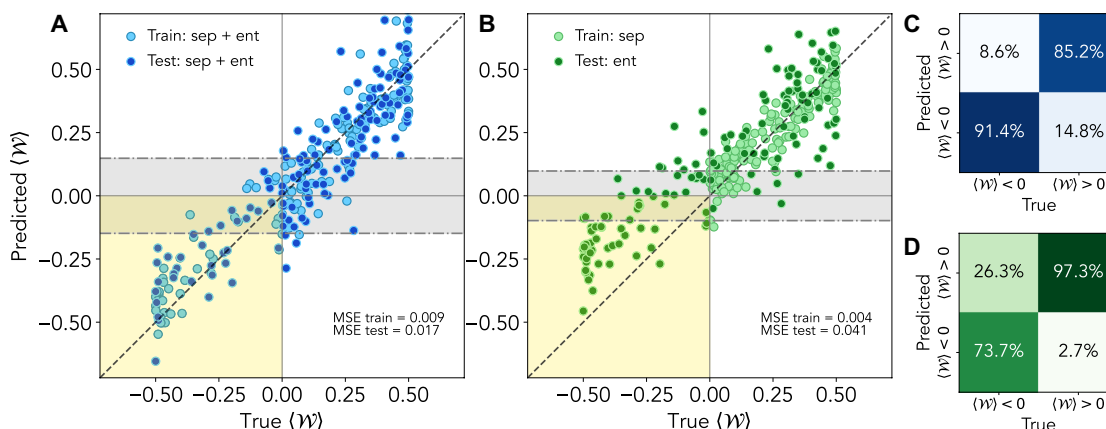 A
Train: sep + ent
Test: sep + ent
0.50
0.25
0.00
−0.25
−0.50
Predicted ⟨𝒲⟩
MSE train = 0.009
MSE test = 0.017
−0.50 −0.25 0.00 0.25 0.50
True ⟨𝒲⟩
B
Train: sep
Test: ent
0.50
0.25
0.00
−0.25
−0.50
MSE train = 0.004
MSE test = 0.041
−0.50 −0.25 0.00 0.25 0.50
True ⟨𝒲⟩
C
Predicted
⟨𝒲⟩ < 0 ⟨𝒲⟩ > 0
8.6% 85.2%
91.4% 14.8%
⟨𝒲⟩ < 0 ⟨𝒲⟩ > 0
True
D
Predicted
⟨𝒲⟩ < 0 ⟨𝒲⟩ > 0
26.3% 97.3%
73.7% 2.7%
⟨𝒲⟩ < 0 ⟨𝒲⟩ > 0
True